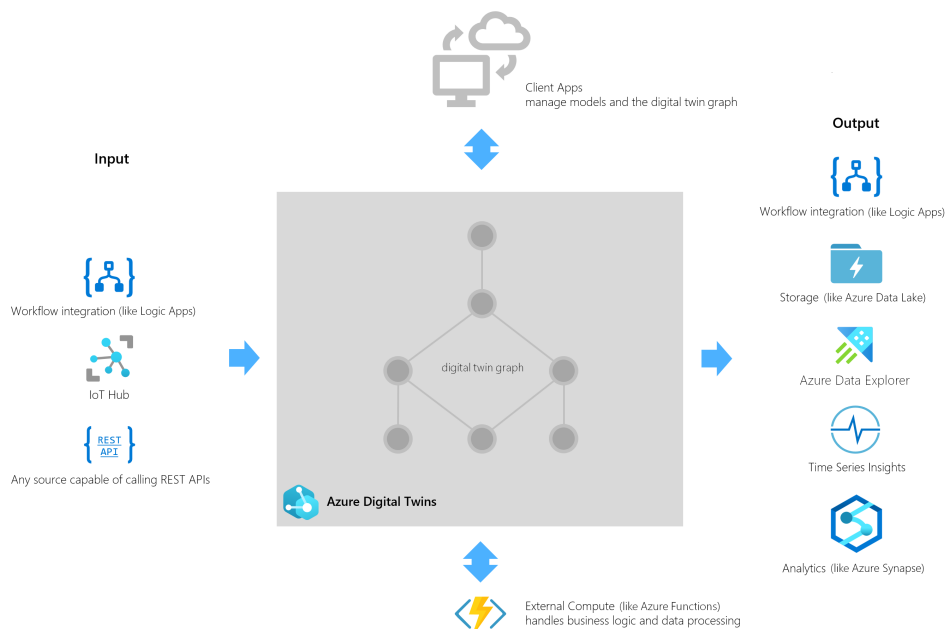 Client Apps
manage models and the digital twin graph
Input
Workflow integration (like Logic Apps)
IoT Hub
REST
API
Any source capable of calling REST APIs
digital twin graph
Azure Digital Twins
External Compute (like Azure Functions)
handles business logic and data processing
Output
Workflow integration (like Logic Apps)
Storage (like Azure Data Lake)
Azure Data Explorer
Time Series Insights
Analytics (like Azure Synapse)